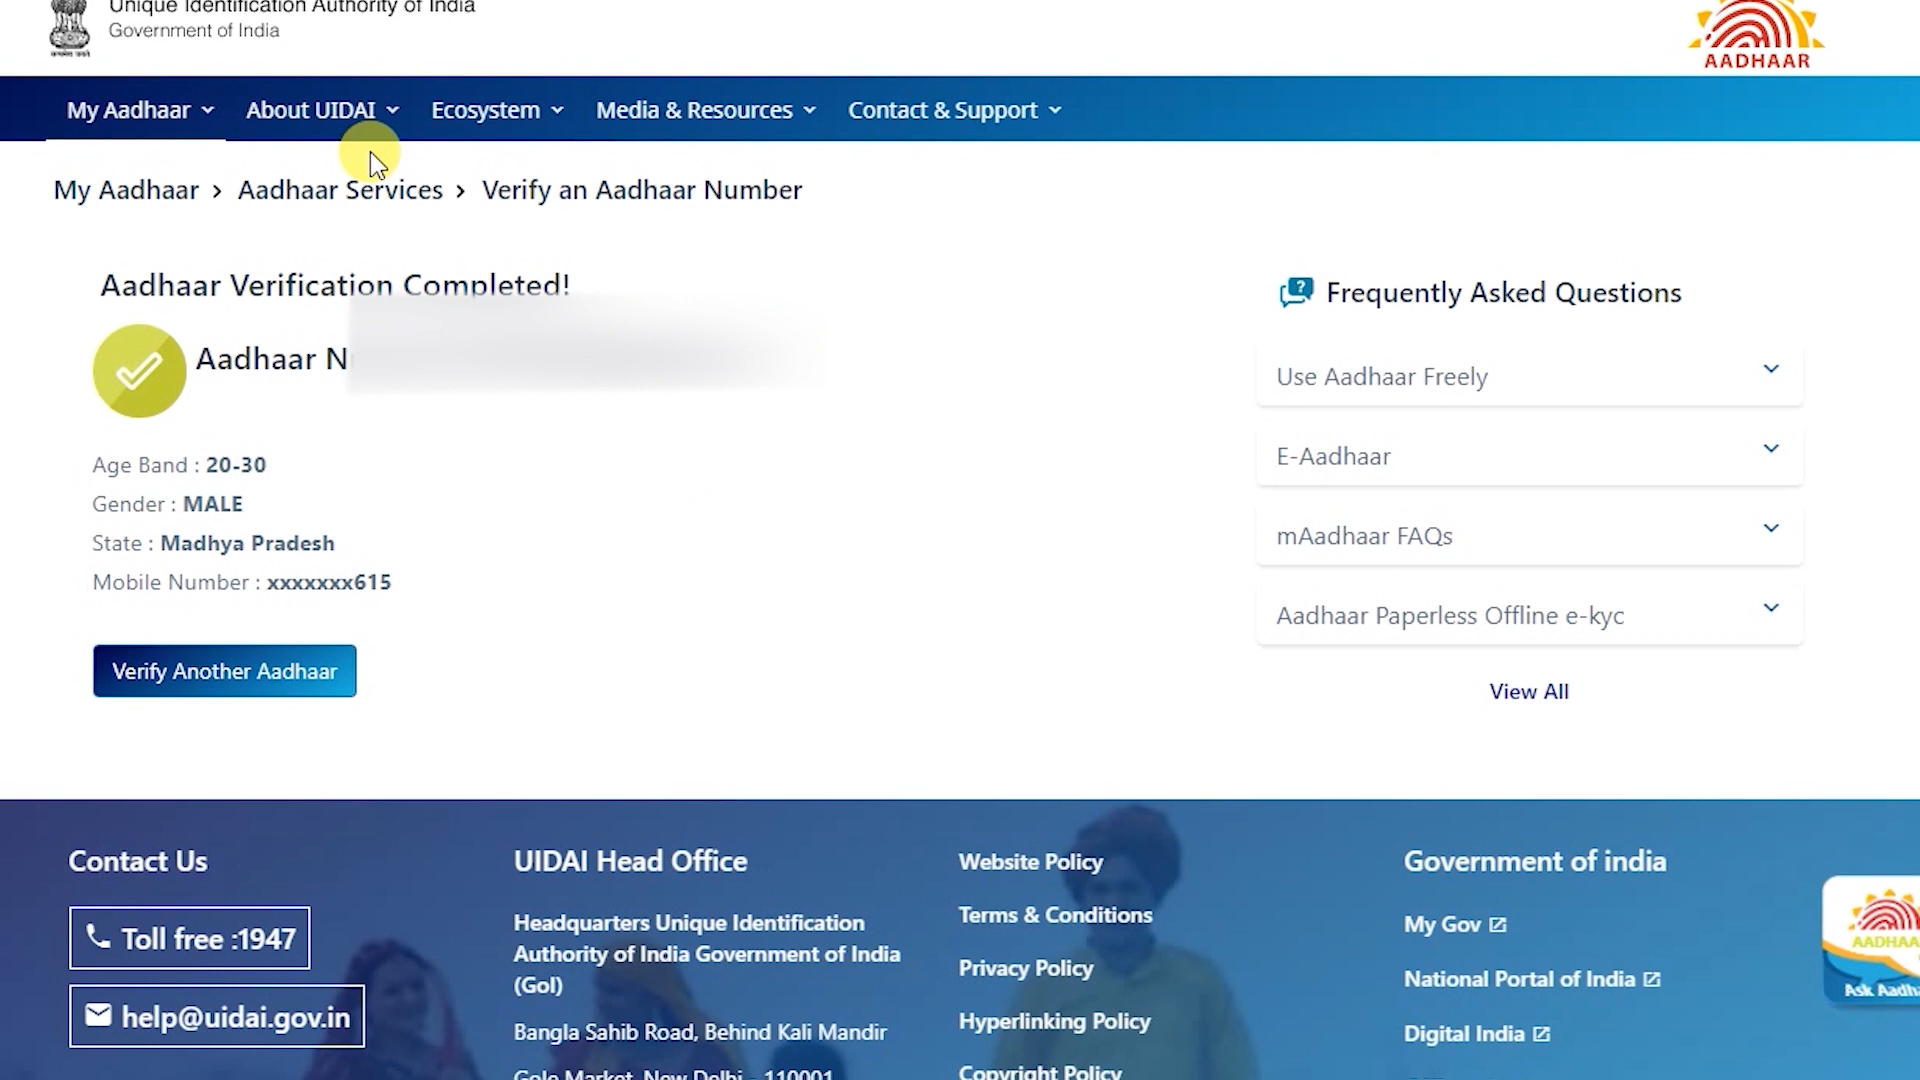 Unique Identification Authority of India
Government of India
AADHAAR
My Aadhaar
About UIDAI
Ecosystem
Media & Resources
Contact & Support
My Aadhaar > Aadhaar Services > Verify an Aadhaar Number
Aadhaar Verification Completed!
Aadhaar
Age Band : 20-30
Gender : MALE
State : Madhya Pradesh
Mobile Number : xxxxxxx615
Verify Another Aadhaar
Frequently Asked Questions
Use Aadhaar Freely
E-Aadhaar
mAadhaar FAQs
Aadhaar Paperless Offline e-kyc
View All
Contact Us
Toll free :1947
help@uidai.gov.in
UIDAI Head Office
Headquarters Unique Identification
Authority of India Government of India
(GoI)
Bangla Sahib Road, Behind Kali Mandir
Gole Market, New Delhi - 110001
Website Policy
Terms & Conditions
Privacy Policy
Hyperlinking Policy
Copyright Policy
Government of india
My Gov
National Portal of India
Digital India
AADHAA
Ask Aadha